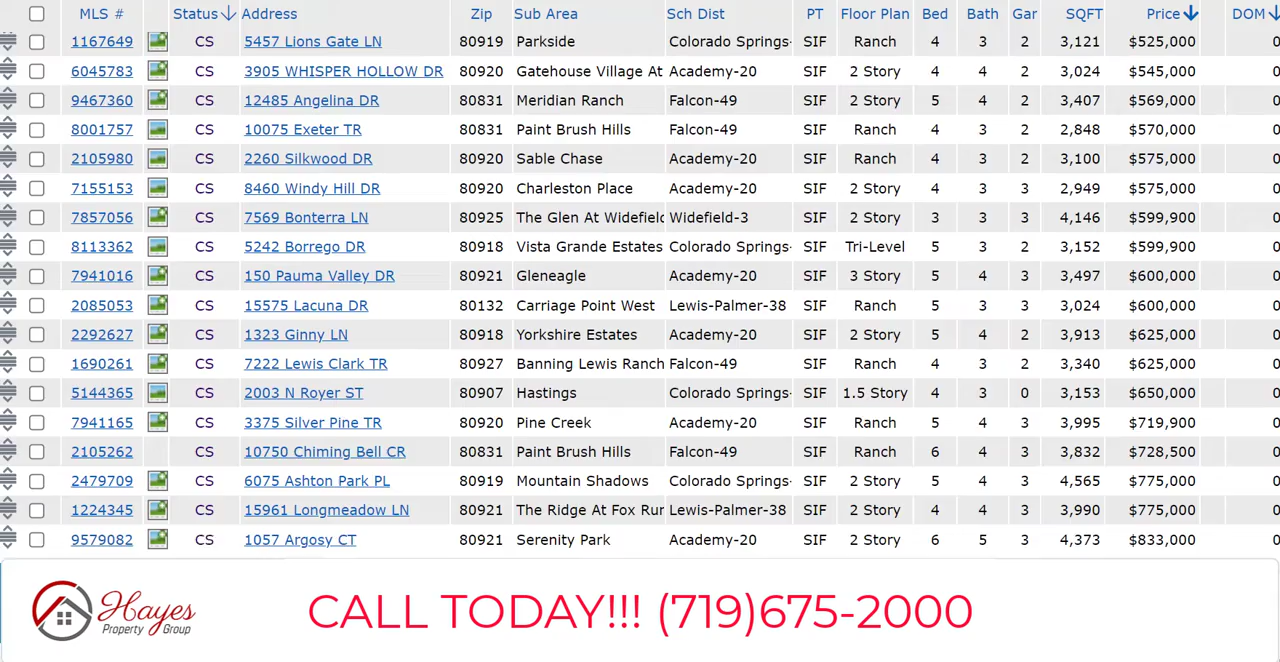 MLS # Status Address Zip Sub Area Sch Dist PT Floor Plan Bed Bath Gar SQFT Price DOM
1167649 CS 5457 Lions Gate LN 80919 Parkside Colorado Springs- SIF Ranch 4 3 2 3,121 $525,000 0
6045783 CS 3905 WHISPER HOLLOW DR 80920 Gatehouse Village At Academy-20 SIF 2 Story 4 4 2 3,024 $545,000 0
9467360 CS 12485 Angelina DR 80831 Meridian Ranch Falcon-49 SIF 2 Story 5 4 2 3,407 $569,000 0
8001757 CS 10075 Exeter TR 80831 Paint Brush Hills Falcon-49 SIF Ranch 4 3 2 2,848 $570,000 0
2105980 CS 2260 Silkwood DR 80920 Sable Chase Academy-20 SIF Ranch 4 3 2 3,100 $575,000 0
7155153 CS 8460 Windy Hill DR 80920 Charleston Place Academy-20 SIF 2 Story 4 3 3 2,949 $575,000 0
7857056 CS 7569 Bonterra LN 80925 The Glen At Widefield Widefield-3 SIF 2 Story 3 3 3 4,146 $599,900 0
8113362 CS 5242 Borrego DR 80918 Vista Grande Estates Colorado Springs- SIF Tri-Level 5 3 2 3,152 $599,900 0
7941016 CS 150 Pauma Valley DR 80921 Gleneagle Academy-20 SIF 2 Story 5 4 3 3,497 $600,000 0
2085053 CS 15575 Lacuna DR 80132 Carriage Point West Lewis-Palmer-38 SIF Ranch 5 3 2 3,024 $600,000 0
2292627 CS 1323 Ginny LN 80918 Yorkshire Estates Academy-20 SIF 2 Story 5 4 2 3,913 $625,000 0
1690261 CS 7222 Lewis Clark TR 80927 Banning Lewis Ranch Falcon-49 SIF Ranch 4 3 3 3,340 $625,000 0
5144365 CS 2003 N Royer ST 80907 Hastings Colorado Springs- SIF 1.5 Story 4 3 0 3,153 $650,000 0
7941165 CS 3375 Silver Pine TR 80920 Pine Creek Academy-20 SIF Ranch 5 4 3 3,995 $719,900 0
2105262 CS 10750 Chiming Bell CR 80831 Paint Brush Hills Falcon-49 SIF Ranch 6 4 3 3,832 $728,500 0
2479709 CS 6075 Ashton Park PL 80919 Mountain Shadows Colorado Springs- SIF 2 Story 5 4 3 4,565 $775,000 0
1224345 CS 15961 Longmeadow LN 80921 The Ridge At Fox Rur Lewis-Palmer-38 SIF 2 Story 4 4 3 3,990 $775,000 0
9579082 CS 1057 Argosy CT 80921 Serenity Park Academy-20 SIF 2 Story 6 5 3 4,373 $833,000 0
Hayes
Property Group
CALL TODAY!!! (719)675-2000